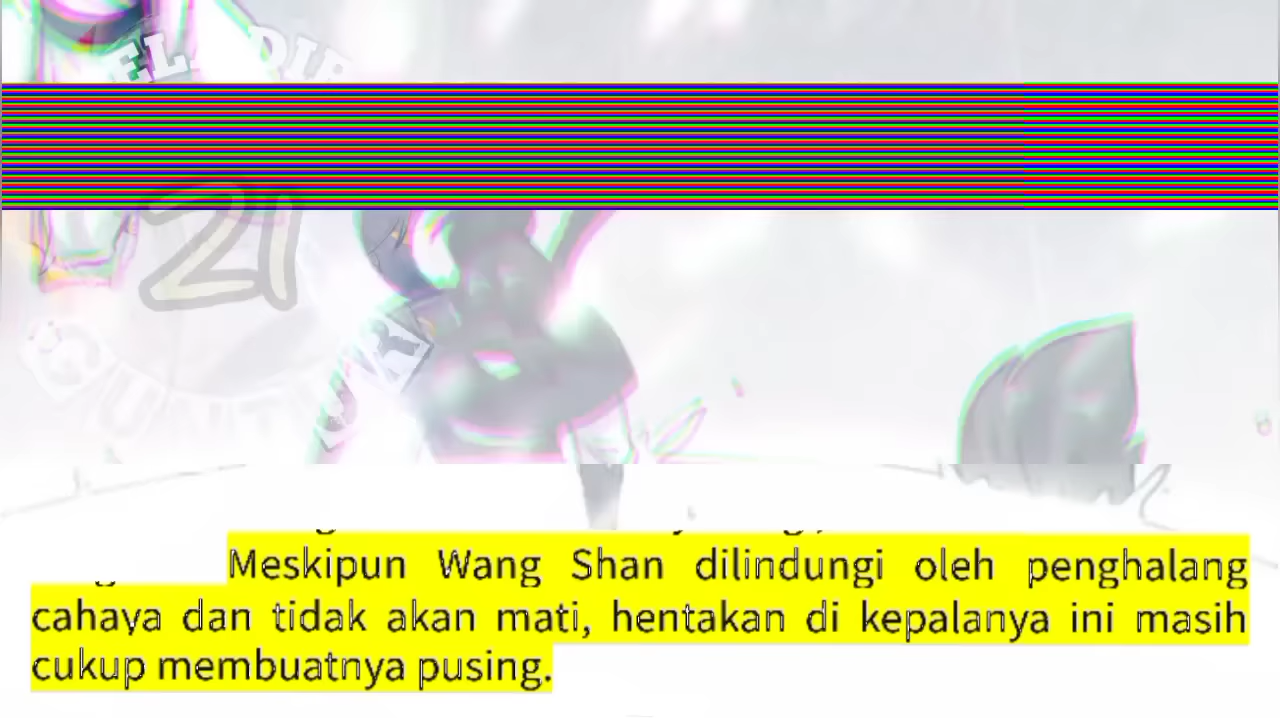 21
Meskipun Wang Shan dilindungi oleh penghalang
cahaya dan tidak akan mati, hentakan di kepalanya ini masih
cukup membuatnya pusing.